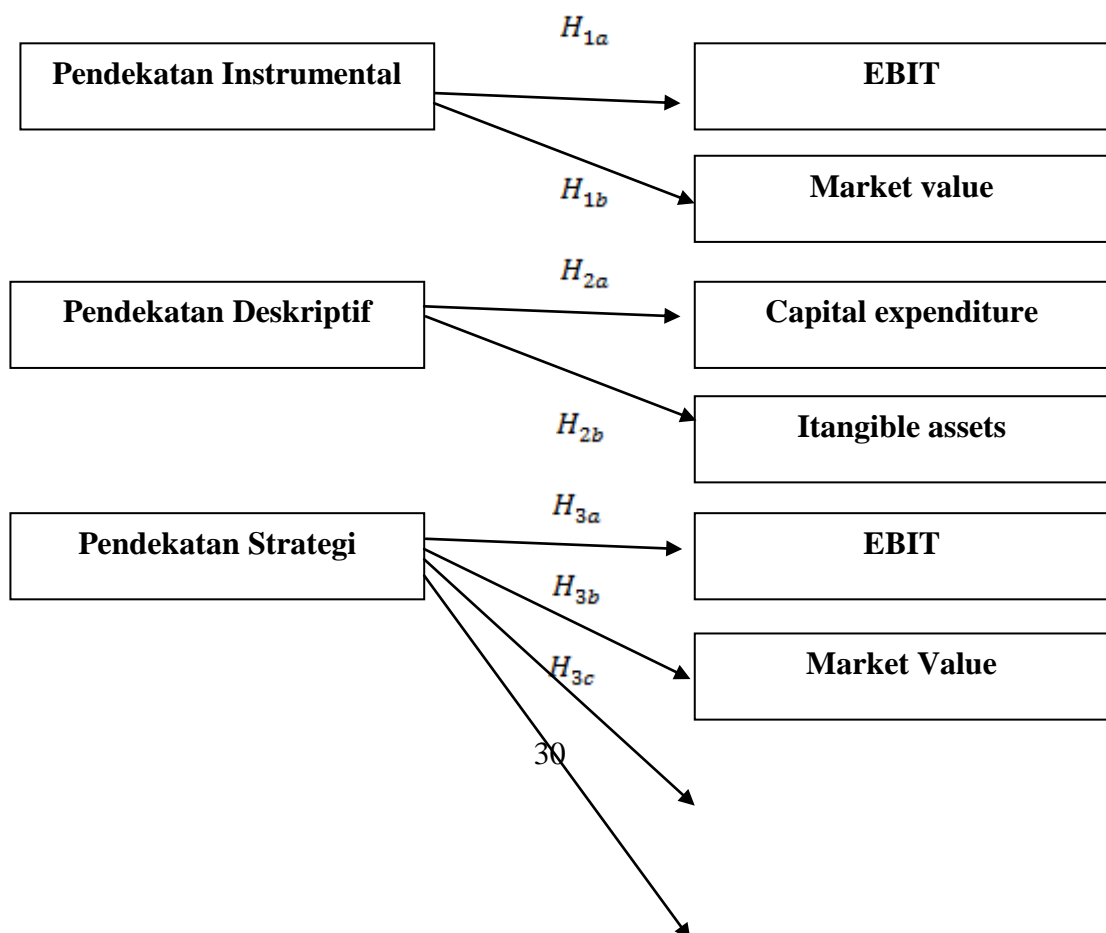 H1a
Pendekatan Instrumental
EBIT
H1b
Market value
H2a
Pendekatan Deskriptif
Capital expenditure
H2b
Itangible assets
H3a
Pendekatan Strategi
EBIT
H3b
Market Value
H3c
30